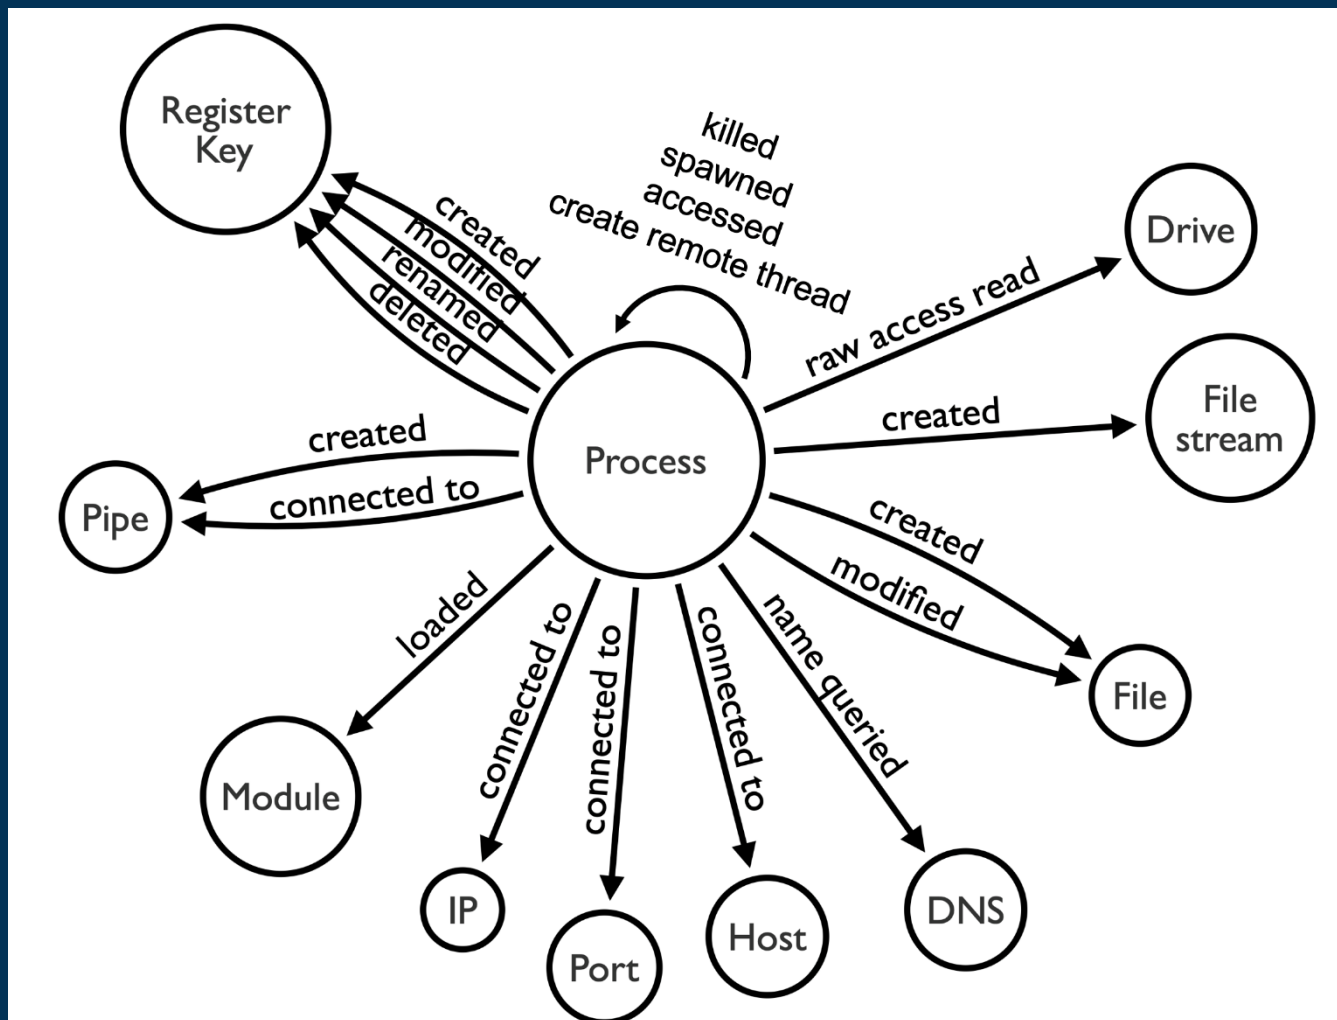 Register
Key
created
modified
renamed
deleted
killed
spawned
accessed
create remote thread
Drive
raw access read
File
stream
created
Process
created
connected to
Pipe
created
modified
File
loaded
Module
connected to
IP
connected to
Port
connected to
Host
name queried
DNS